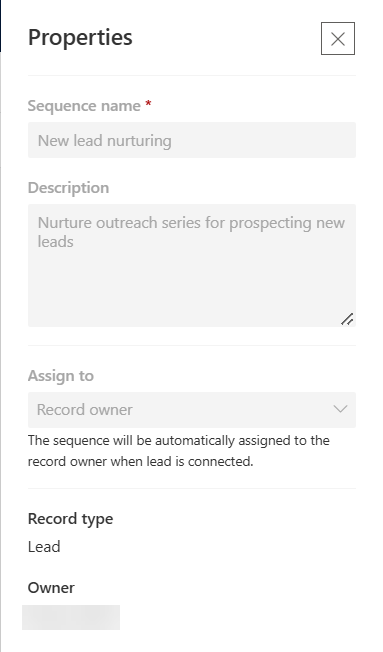 Properties
Sequence name *
New lead nurturing
Description
Nurture outreach series for prospecting new
leads
Assign to
Record owner
The sequence will be automatically assigned to the
record owner when lead is connected.
Record type
Lead
Owner